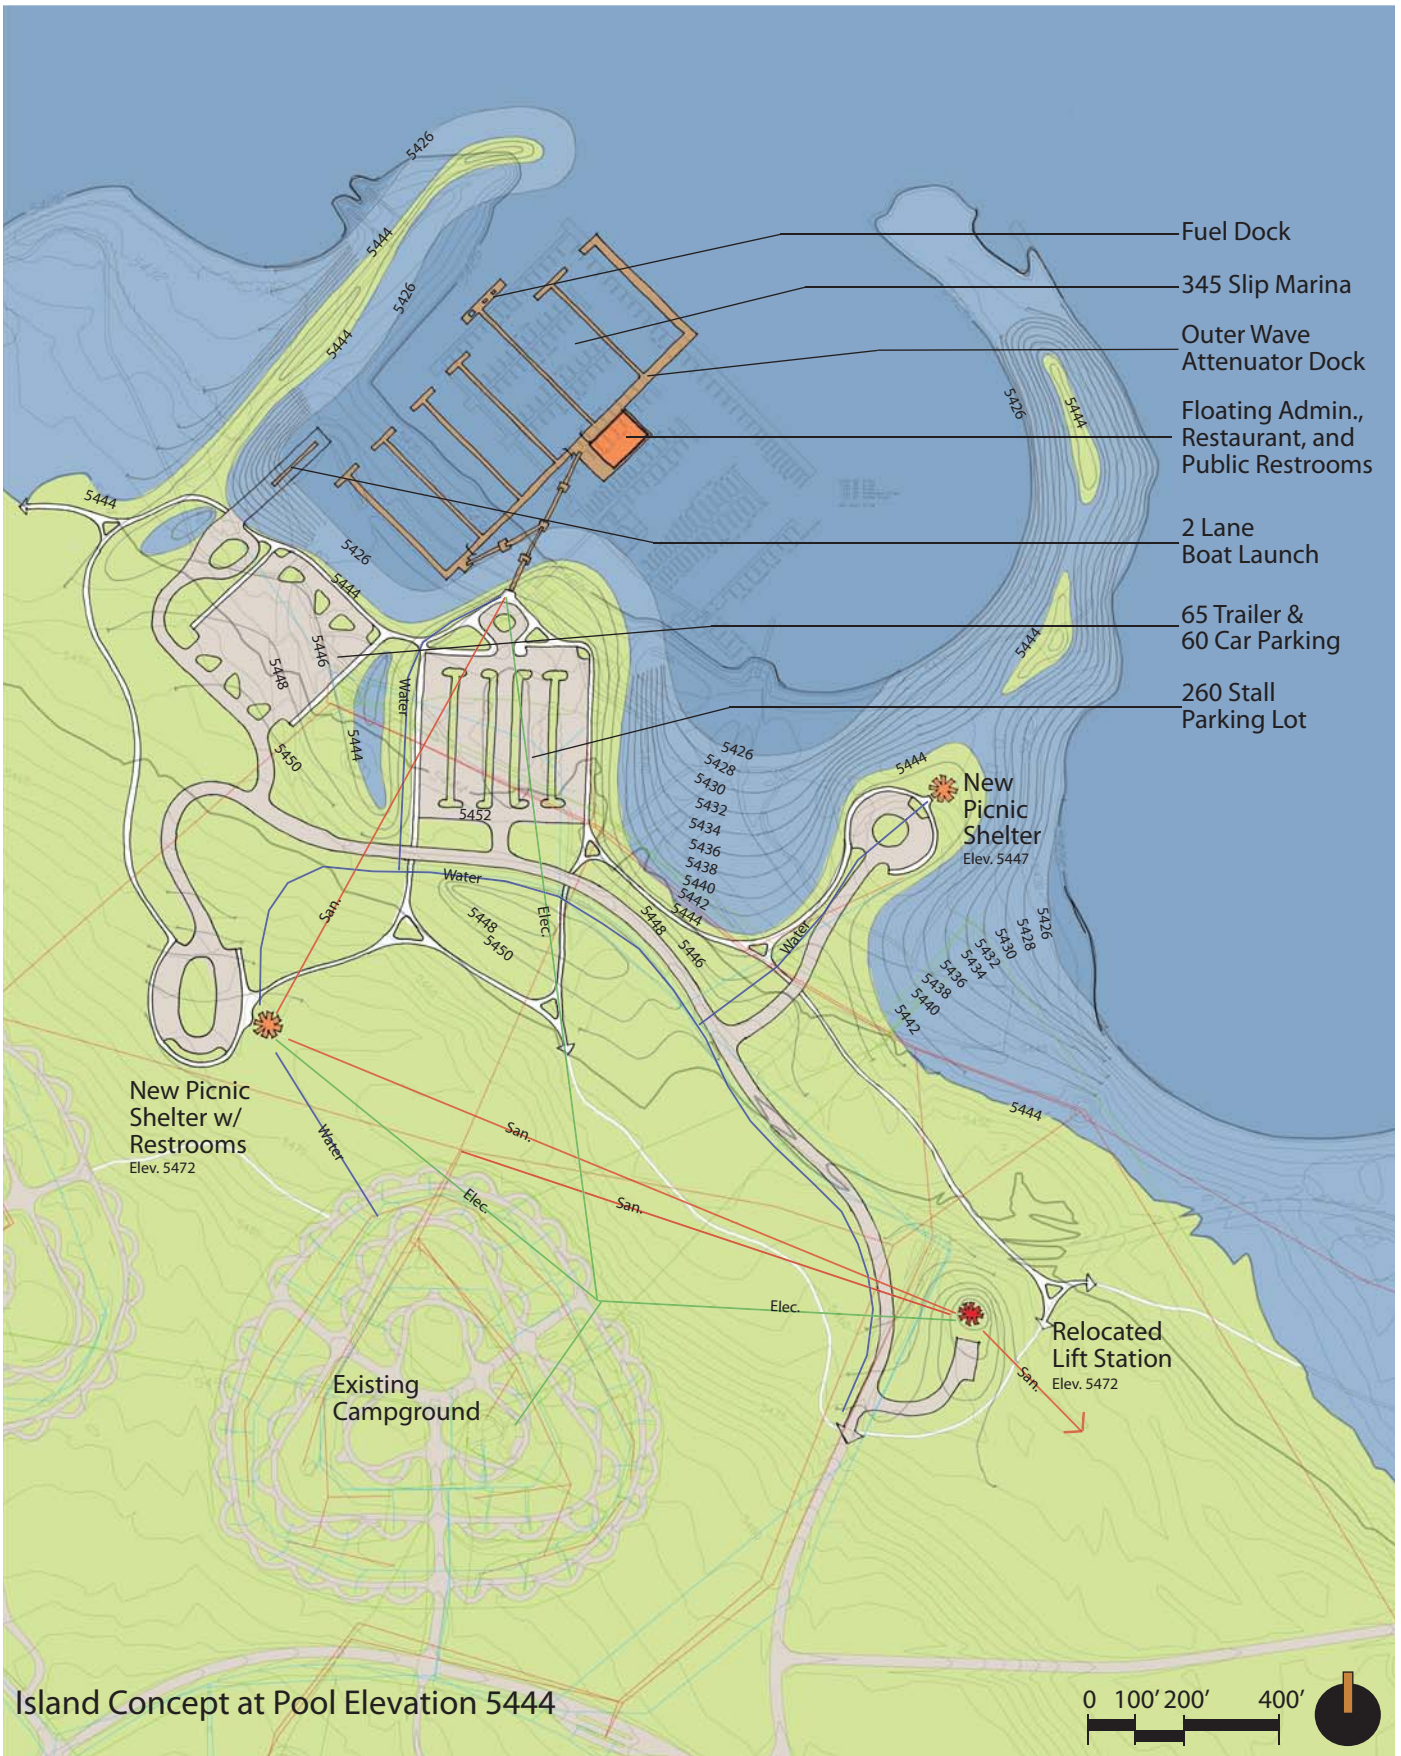 5426
5444
5426
5444
Fuel Dock
345 Slip Marina
Outer Wave
Attenuator Dock
5426
5444
Floating Admin.,
Restaurant, and
Public Restrooms
5444
5426
5444
2 Lane
Boat Launch
65 Trailer &
60 Car Parking
5446
5448
5444
Water
260 Stall
Parking Lot
5450
5444
5426
5428
5430
5432
5434
5436
5438
5440
5442
5444
5444
New
Picnic
Shelter
Elev. 5447
5452
Water
San.
Elec.
5448
5450
5448
5446
Water
5426
5428
5430
5432
5434
5436
5438
5440
5442
New Picnic
Shelter w/
Restrooms
Elev. 5472
Water
San.
5444
Elec.
San.
Elec.
Relocated
Lift Station
Elev. 5472
San.
Existing
Campground
Island Concept at Pool Elevation 5444
0 100' 200' 400'